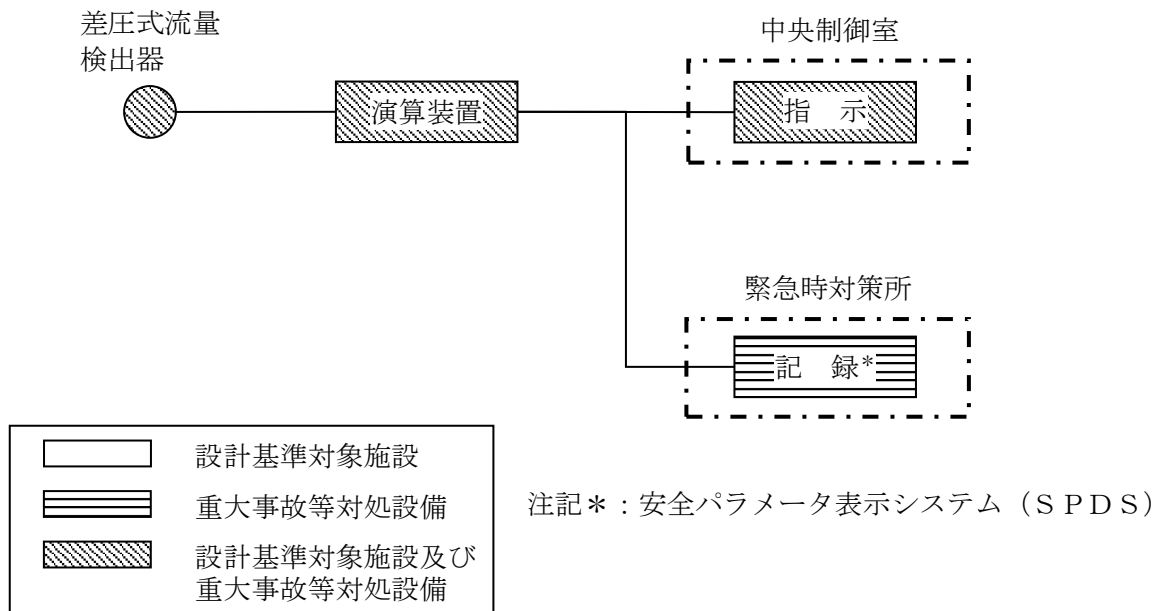 差圧式流量
検出器
演算装置
中央制御室
指　示
緊急時対策所
記　録*
設計基準対象施設
重大事故等対処設備
設計基準対象施設及び
重大事故等対処設備
注記＊：安全パラメータ表示システム（ＳＰＤＳ）